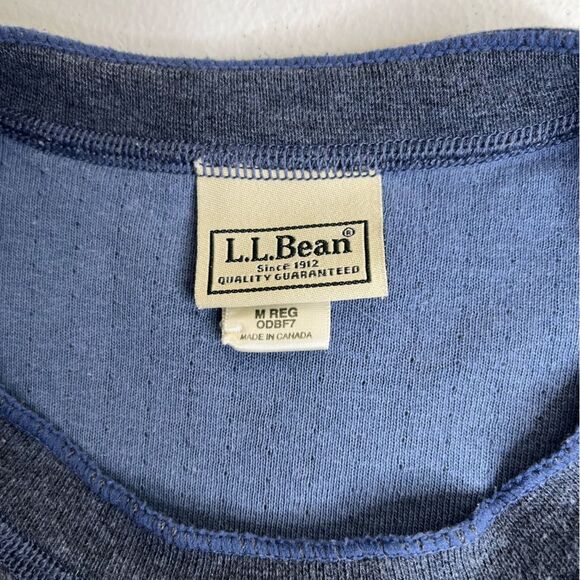 L.L.Bean®
Since 1912
QUALITY GUARANTEED
M REG
ODBF7
MADE IN CANADA